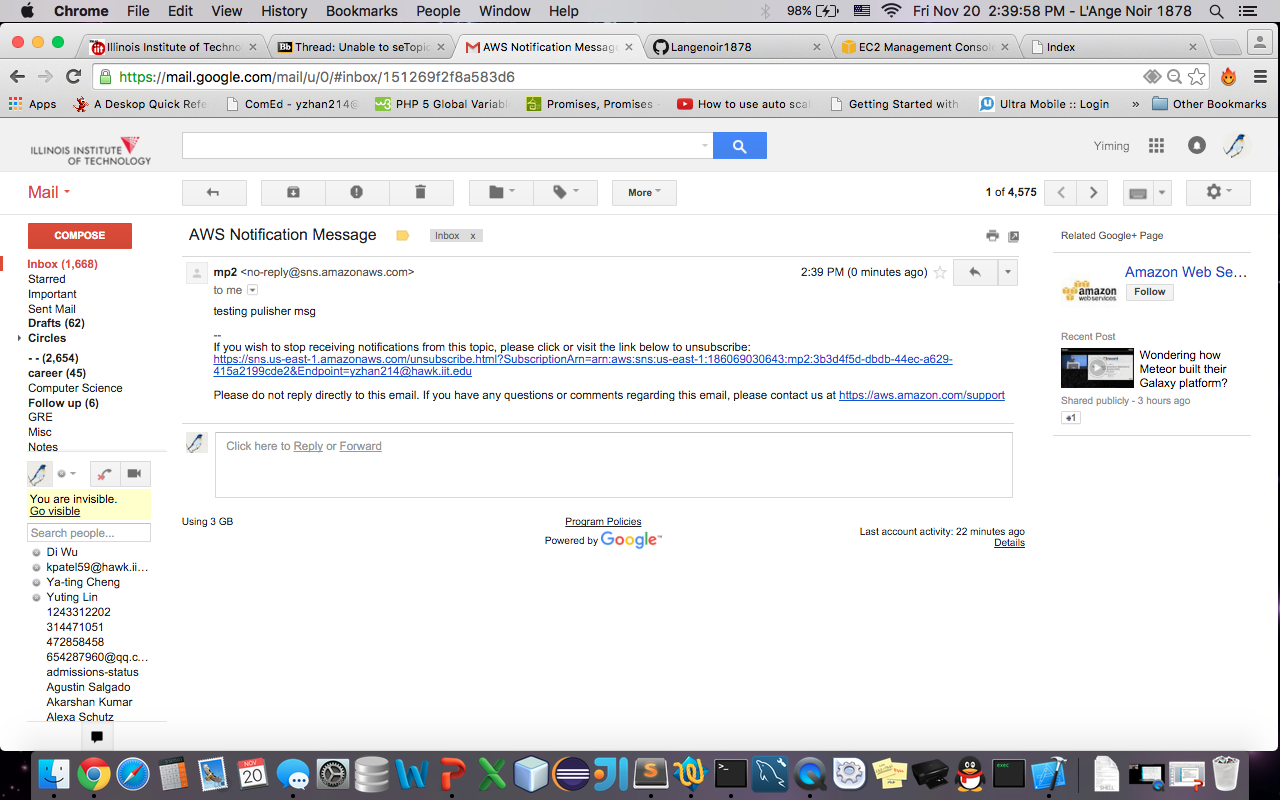 Chrome File Edit View History Bookmarks People Window Help 98% Fri Nov 20 2:39:58 PM - L'Ange Noir 1878
Illinois Institute of Techno Thread: Unable to seTopic AWS Notification Message Langenoir1878 EC2 Management Console Index
https://mail.google.com/mail/u/0/#inbox/151269f2f8a583d6
Apps A Deskop Quick Refe ComEd - yzhan214@ PHP 5 Global Variabl Promises, Promises - How to use auto scal Getting Started with Ultra Mobile :: Login » Other Bookmarks
ILLINOIS INSTITUTE
OF TECHNOLOGY
Yiming
Mail More 1 of 4,575
COMPOSE
Inbox (1,668)
Starred
Important
Sent Mail
Drafts (62)
Circles
- - (2,654)
career (45)
Computer Science
Follow up (6)
GRE
Misc
Notes
You are invisible.
Go visible
Search people...
Di Wu
kpatel59@hawk.ii...
Ya-ting Cheng
Yuting Lin
1243312202
314471051
472858458
654287960@qq.c...
admissions-status
Agustin Salgado
Akarshan Kumar
Alexa Schutz
AWS Notification Message Inbox x
mp2 <no-reply@sns.amazonaws.com> 2:39 PM (0 minutes ago)
to me
testing pulisher msg
--
If you wish to stop receiving notifications from this topic, please click or visit the link below to unsubscribe:
https://sns.us-east-1.amazonaws.com/unsubscribe.html?SubscriptionArn=arn:aws:sns:us-east-1:186069030643:mp2:3b3d4f5d-dbdb-44ec-a629-
415a2199cde2&Endpoint=yzhan214@hawk.iit.edu
Please do not reply directly to this email. If you have any questions or comments regarding this email, please contact us at https://aws.amazon.com/support
Click here to Reply or Forward
Using 3 GB
Program Policies
Powered by Google™
Last account activity: 22 minutes ago
Details
Related Google+ Page
amazon
webservices
Amazon Web Se...
Follow
Recent Post
Wondering how
Meteor built their
Galaxy platform?
Shared publicly - 3 hours ago
+1
NOV
20